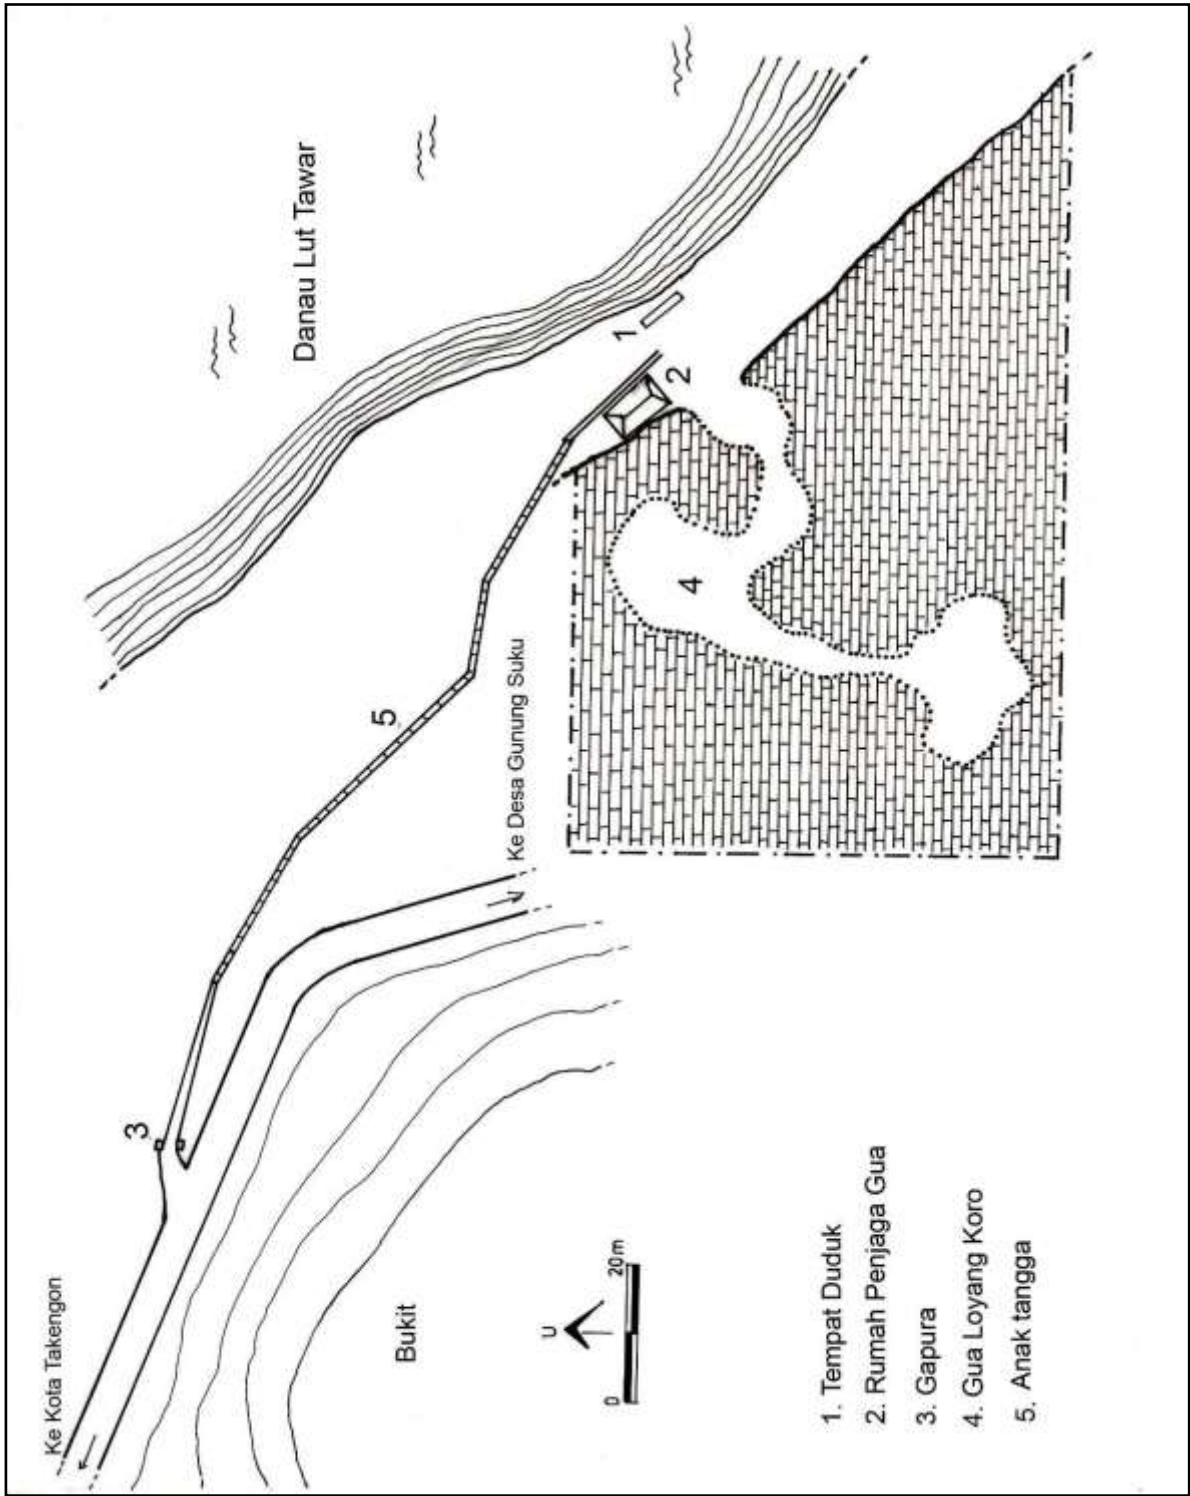 Danau Lut Tawar
1
2
3
4
5
Ke Desa Gunung Suku
Ke Kota Takengon
Bukit
U
0 20 m
1. Tempat Duduk
2. Rumah Penjaga Gua
3. Gapura
4. Gua Loyang Koro
5. Anak tangga